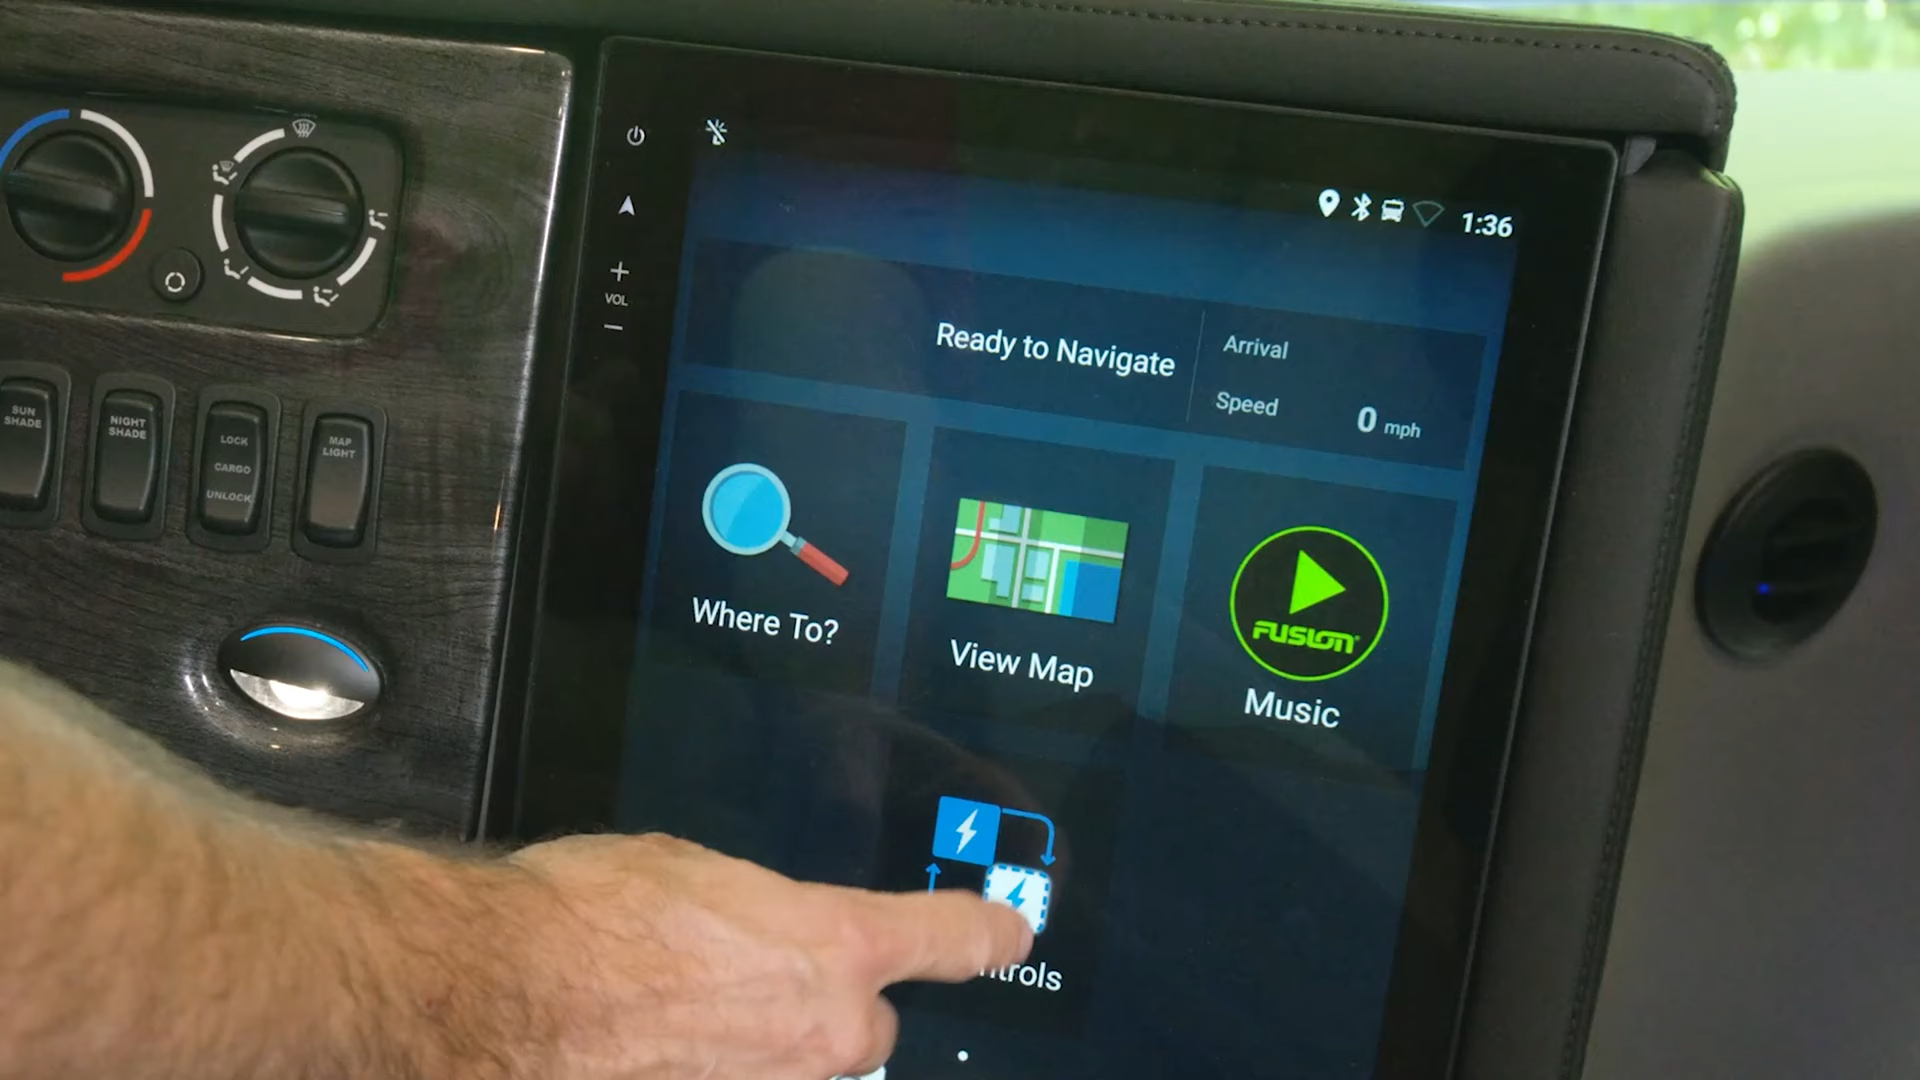 1:36
VOL
Ready to Navigate
Arrival
Speed
0 mph
SUN
SHADE
NIGHT
SHADE
LOCK
CARGO
UNLOCK
MAP
LIGHT
Where To?
View Map
FUSION
Music